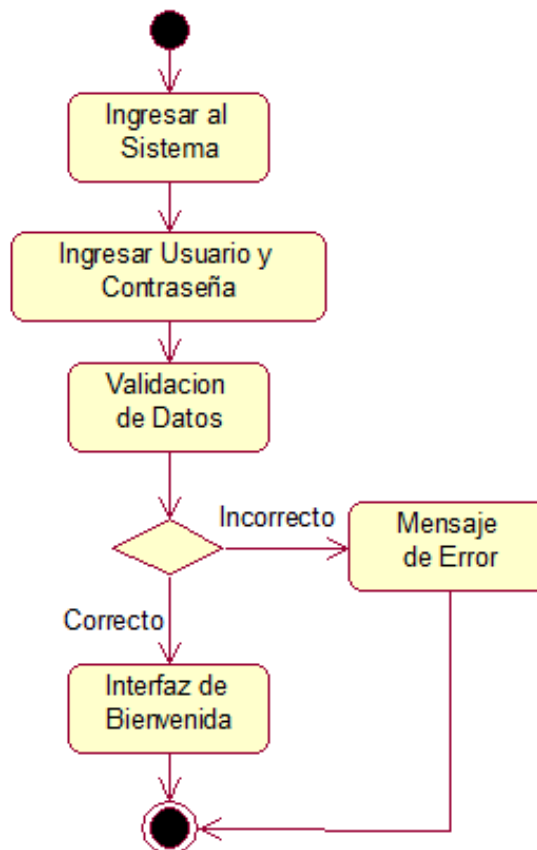 Ingresar al
Sistema
Ingresar Usuario y
Contraseña
Validacion
de Datos
Incorrecto
Mensaje
de Error
Correcto
Interfaz de
Bienvenida